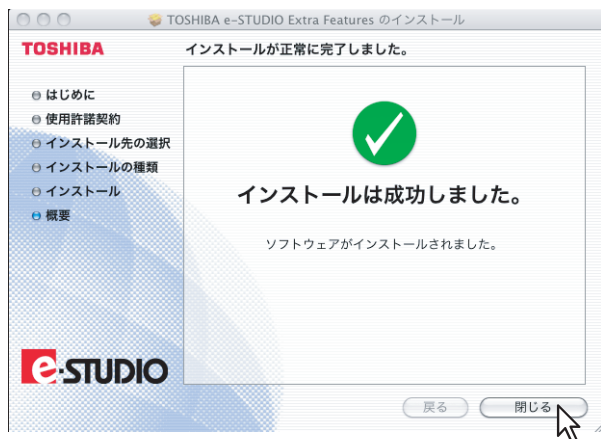 TOSHIBA e-STUDIO Extra Features のインストール
TOSHIBA
インストールが正常に完了しました。
はじめに
使用許諾契約
インストール先の選択
インストールの種類
インストール
概要
インストールは成功しました。
ソフトウェアがインストールされました。
e-STUDIO
戻る
閉じる